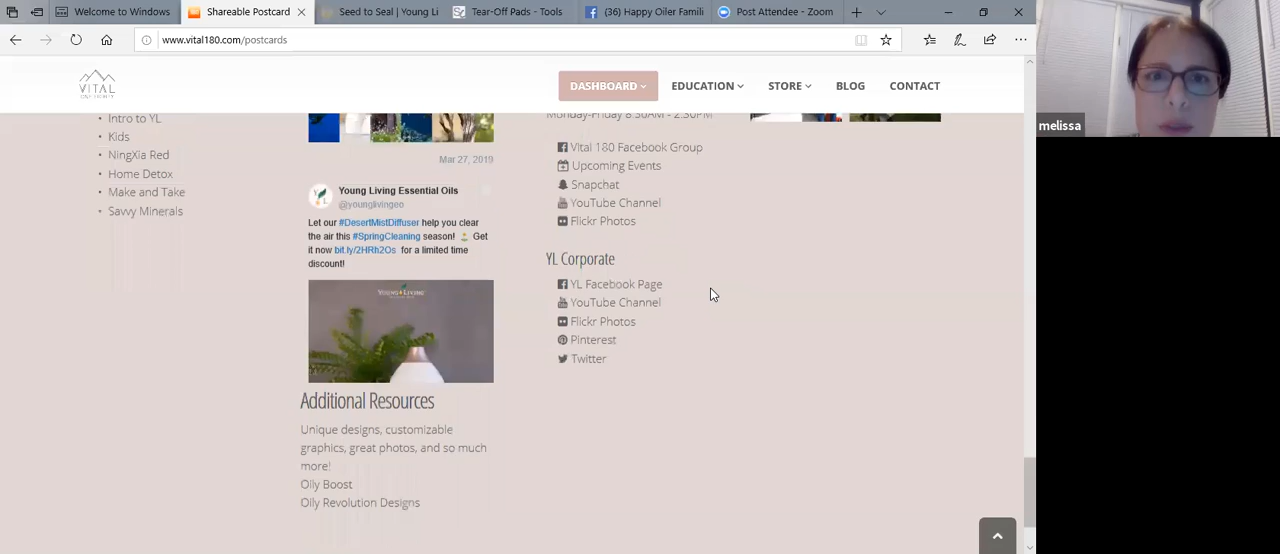 Welcome to Windows
Shareable Postcard
Seed to Seal | Young Li
Tear-Off Pads - Tools
(36) Happy Oiler Famili
Post Attendee - Zoom
www.vital180.com/postcards
VITAL
DASHBOARD
EDUCATION
STORE
BLOG
CONTACT
melissa
• Intro to YL
• Kids
• NingXia Red
• Home Detox
• Make and Take
• Savvy Minerals
Mar 27, 2019
Young Living Essential Oils
@younglivingeo
Let our #DesertMistDiffuser help you clear
the air this #SpringCleaning season! Get
it now bit.ly/2HRh2Os for a limited time
discount!
YOUNG LIVING
Additional Resources
Unique designs, customizable
graphics, great photos, and so much
more!
Oily Boost
Oily Revolution Designs
Monday-Friday 8:30AM - 2:30PM
Vital 180 Facebook Group
Upcoming Events
Snapchat
YouTube Channel
Flickr Photos
YL Corporate
YL Facebook Page
YouTube Channel
Flickr Photos
Pinterest
Twitter